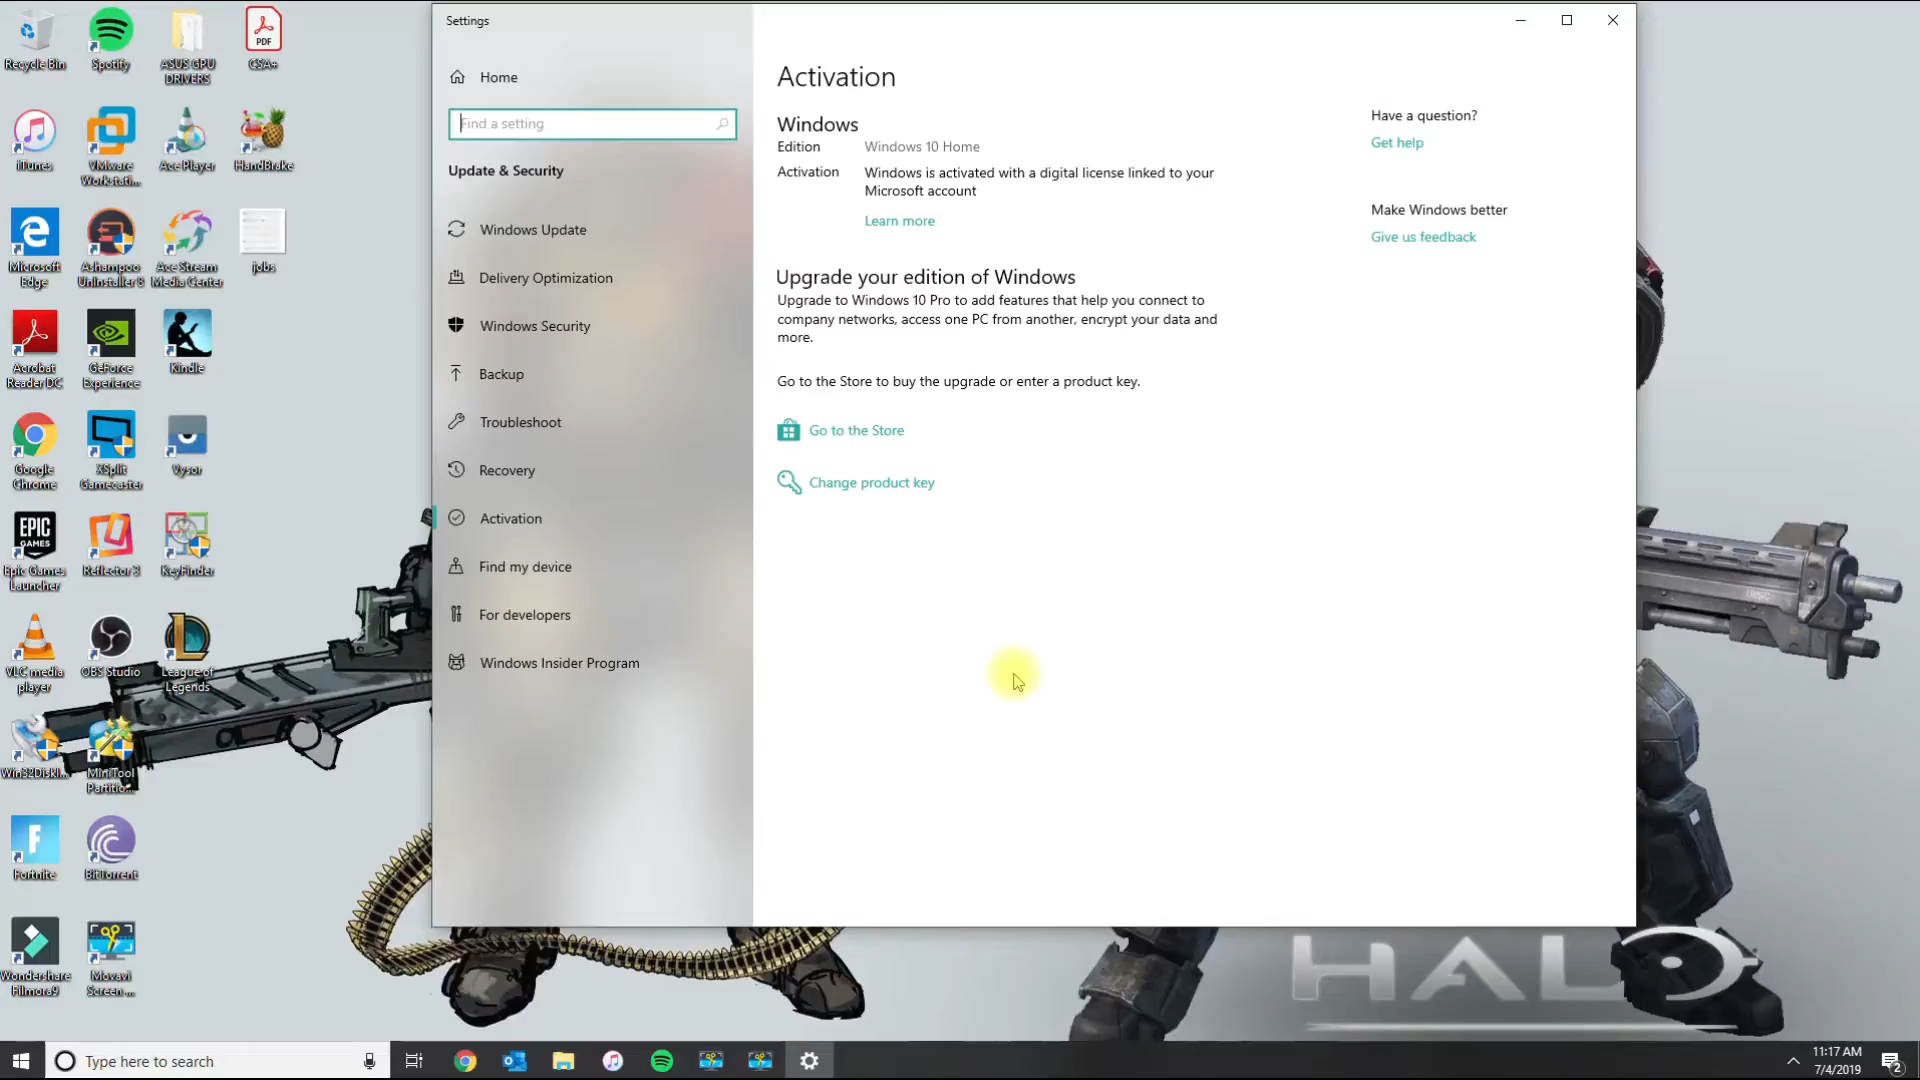 Recycle Bin
Spotify
ASUS GPU
DRIVERS
PDF
CSA+
iTunes
VMware
Workstati...
Ace Player
HandBrake
Microsoft
Edge
Ashampoo
UnInstaller 8
Ace Stream
Media Center
jobs
Acrobat
Reader DC
GeForce
Experience
Kindle
Google
Chrome
XSplit
Gamecaster
Vysor
EPIC
GAMES
Epic Games
Launcher
Reflector 3
KeyFinder
VLC media
player
OBS Studio
League of
Legends
Win32DiskI...
MiniTool
Partitio...
Fortnite
BitTorrent
Wondershare
Filmora9
Movavi
Screen ...
Settings
Home
Find a setting
Update & Security
Windows Update
Delivery Optimization
Windows Security
Backup
Troubleshoot
Recovery
Activation
Find my device
For developers
Windows Insider Program
Activation
Windows
Edition Windows 10 Home
Activation Windows is activated with a digital license linked to your
Microsoft account
Learn more
Upgrade your edition of Windows
Upgrade to Windows 10 Pro to add features that help you connect to
company networks, access one PC from another, encrypt your data and
more.
Go to the Store to buy the upgrade or enter a product key.
Go to the Store
Change product key
Have a question?
Get help
Make Windows better
Give us feedback
HALO
Type here to search
11:17 AM
7/4/2019
2